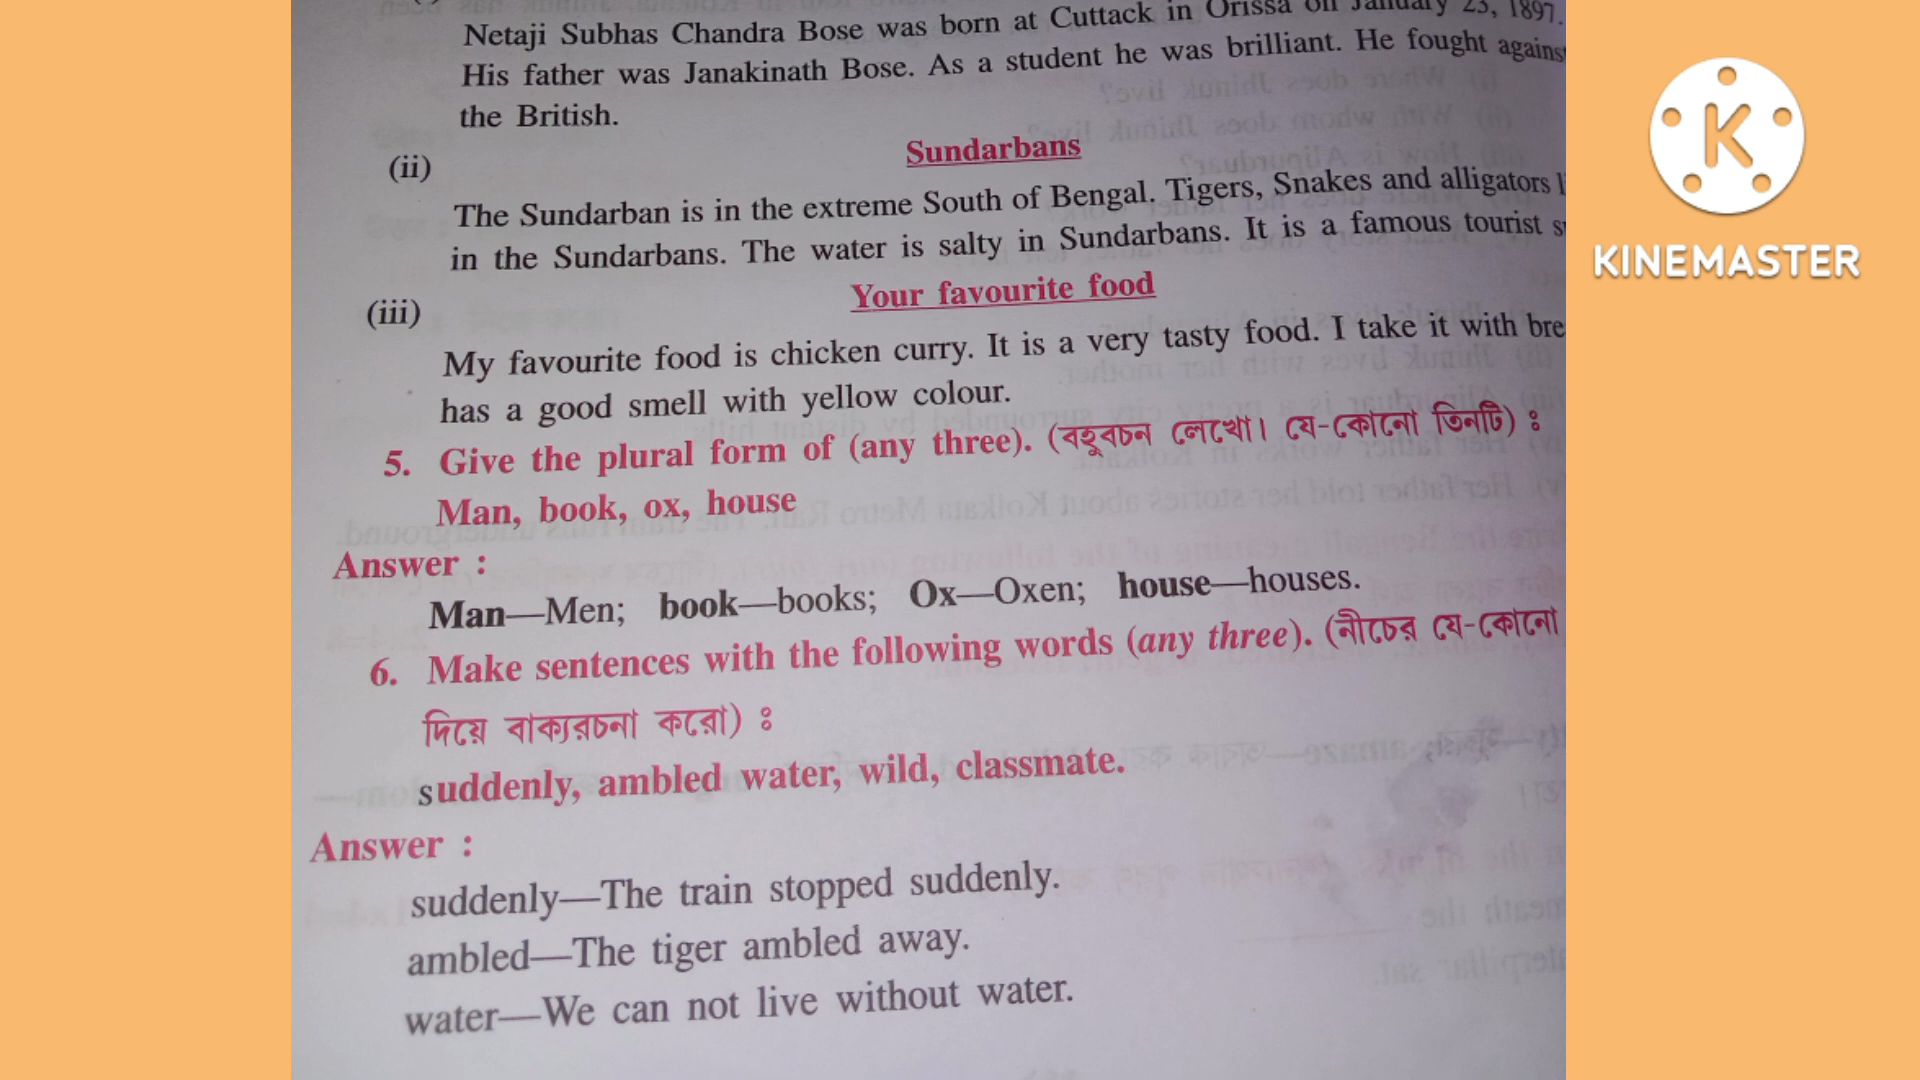 Netaji Subhas Chandra Bose was born at Cuttack in Orissa on January 23, 1897.
His father was Janakinath Bose. As a student he was brilliant. He fought agains
the British.
(ii) Sundarbans
The Sundarban is in the extreme South of Bengal. Tigers, Snakes and alligators
in the Sundarbans. The water is salty in Sundarbans. It is a famous tourist
(iii) Your favourite food
My favourite food is chicken curry. It is a very tasty food. I take it with bre
has a good smell with yellow colour.
5. Give the plural form of (any three). (বহুবচন লেখো। যে-কোনো তিনটি) ঃ
Man, book, ox, house
Answer :
Man—Men; book—books; Ox—Oxen; house—houses.
6. Make sentences with the following words (any three). (নীচের যে-কোনো
দিয়ে বাক্যরচনা করো) ঃ
suddenly, ambled water, wild, classmate.
Answer :
suddenly—The train stopped suddenly.
ambled—The tiger ambled away.
water—We can not live without water.
KINEMASTER